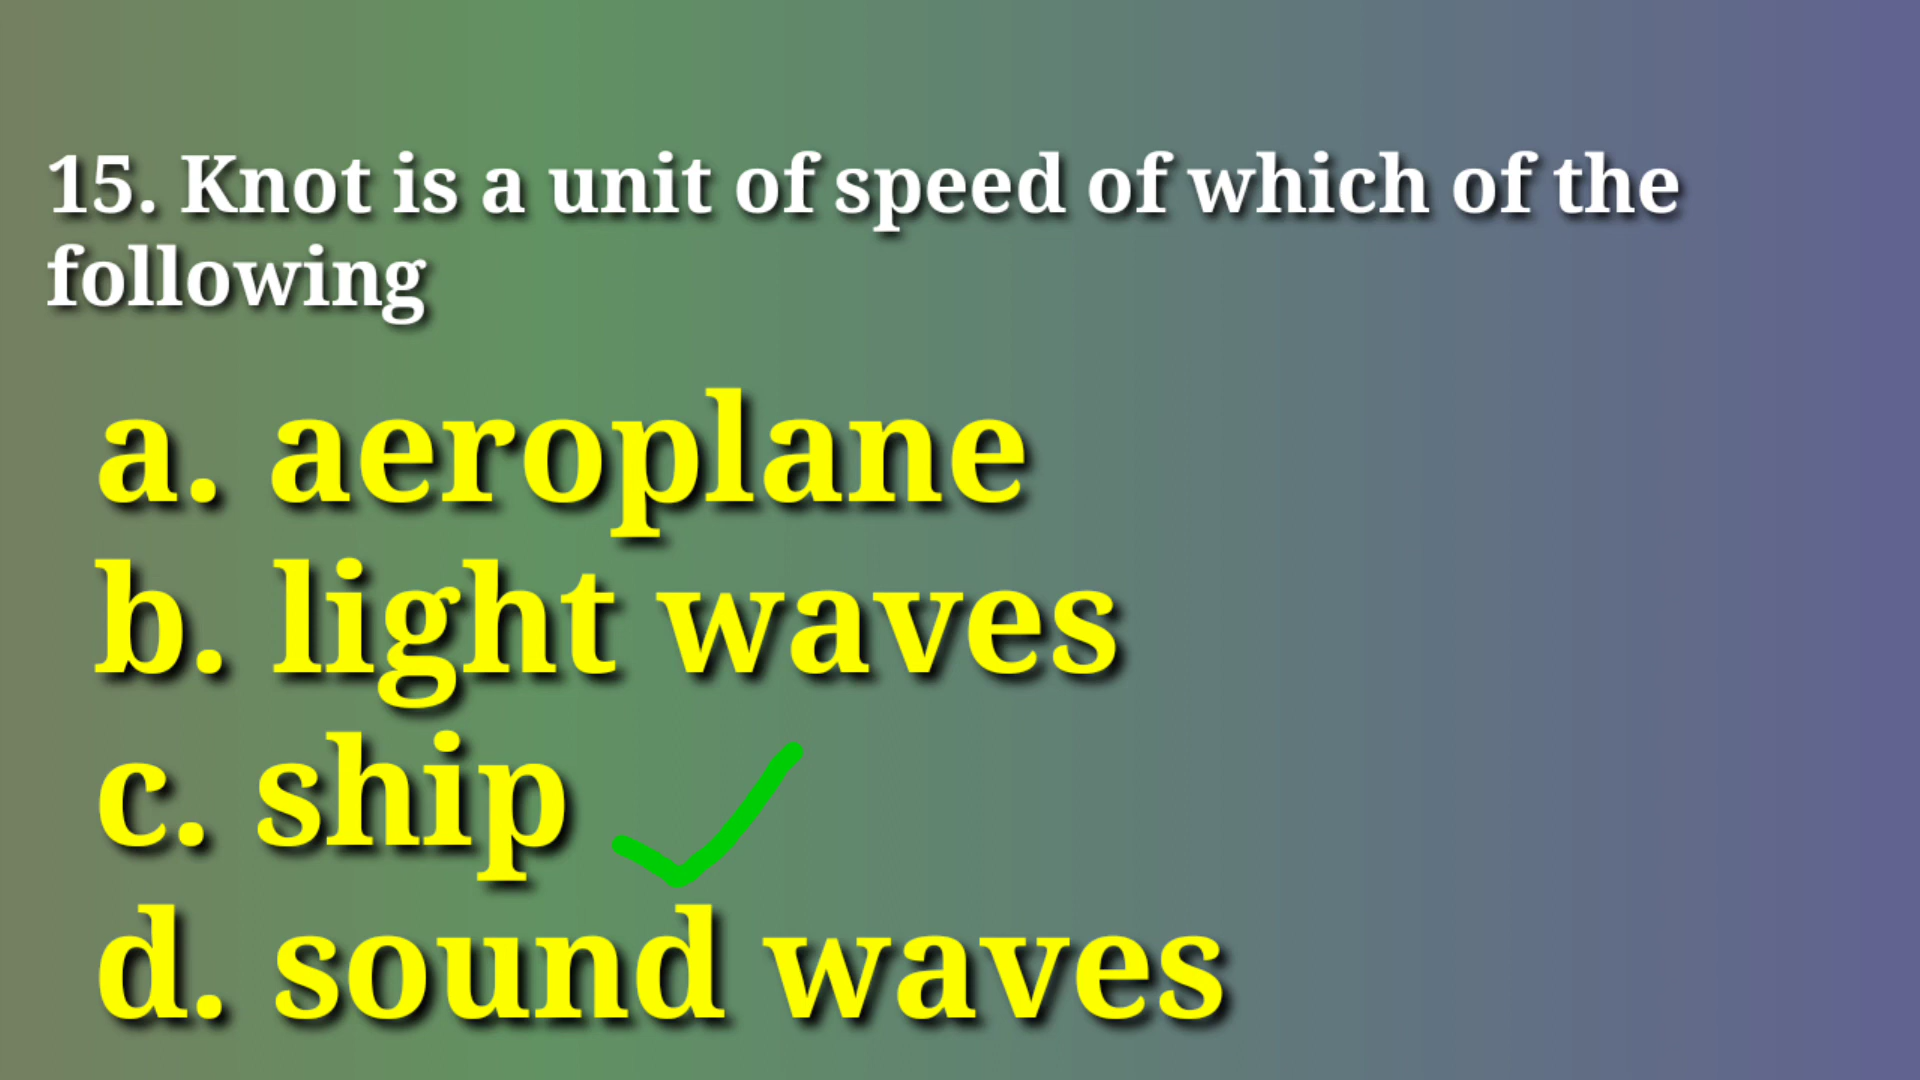 15. Knot is a unit of speed of which of the
following
a. aeroplane
b. light waves
c. ship
d. sound waves